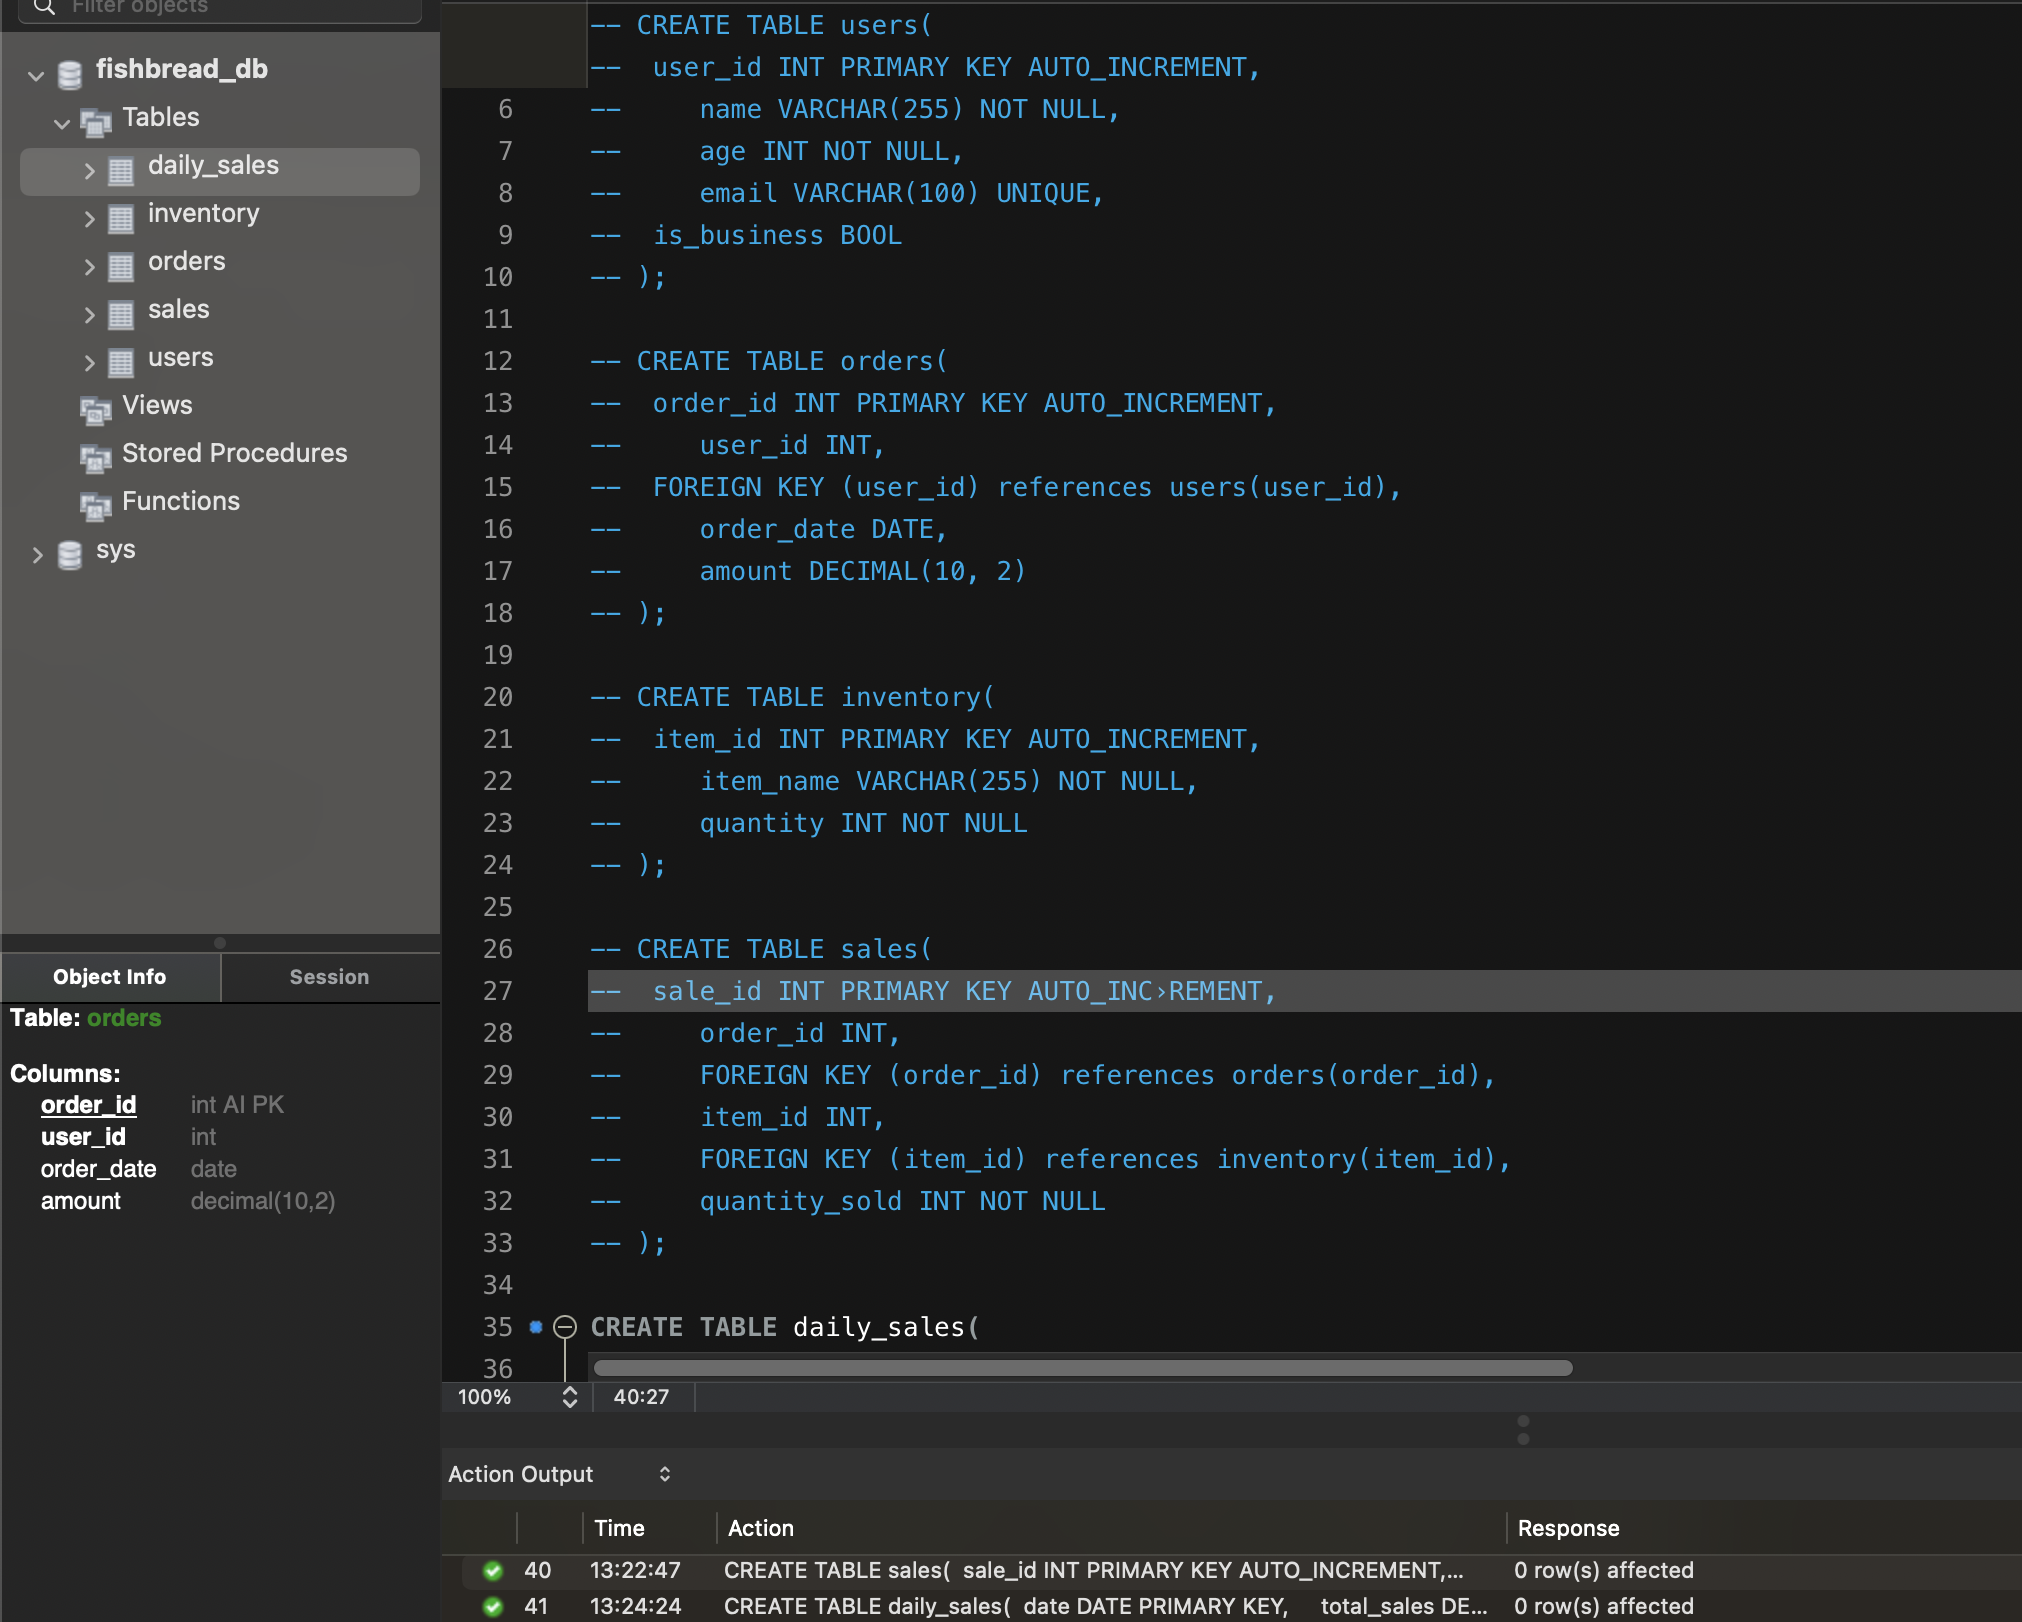 Filter objects
fishbread_db
Tables
daily_sales
inventory
orders
sales
users
Views
Stored Procedures
Functions
sys
Object Info
Session
Table: orders
Columns:
order_id int AI PK
user_id int
order_date date
amount decimal(10,2)
-- CREATE TABLE users(
--  user_id INT PRIMARY KEY AUTO_INCREMENT,
6 --     name VARCHAR(255) NOT NULL,
7 --     age INT NOT NULL,
8 --     email VARCHAR(100) UNIQUE,
9 --  is_business BOOL
10 -- );
11
12 -- CREATE TABLE orders(
13 --  order_id INT PRIMARY KEY AUTO_INCREMENT,
14 --     user_id INT,
15 --  FOREIGN KEY (user_id) references users(user_id),
16 --     order_date DATE,
17 --     amount DECIMAL(10, 2)
18 -- );
19
20 -- CREATE TABLE inventory(
21 --  item_id INT PRIMARY KEY AUTO_INCREMENT,
22 --     item_name VARCHAR(255) NOT NULL,
23 --     quantity INT NOT NULL
24 -- );
25
26 -- CREATE TABLE sales(
27 --  sale_id INT PRIMARY KEY AUTO_INC›REMENT,
28 --     order_id INT,
29 --     FOREIGN KEY (order_id) references orders(order_id),
30 --     item_id INT,
31 --     FOREIGN KEY (item_id) references inventory(item_id),
32 --     quantity_sold INT NOT NULL
33 -- );
34
35 CREATE TABLE daily_sales(
36
100% 40:27
Action Output
Time Action Response
40 13:22:47 CREATE TABLE sales(  sale_id INT PRIMARY KEY AUTO_INCREMENT,... 0 row(s) affected
41 13:24:24 CREATE TABLE daily_sales(  date DATE PRIMARY KEY,     total_sales DE... 0 row(s) affected